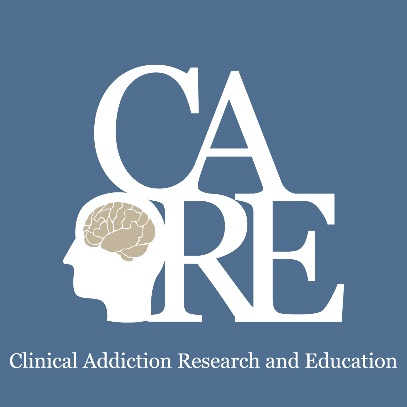 CA
RE
Clinical Addiction Research and Education